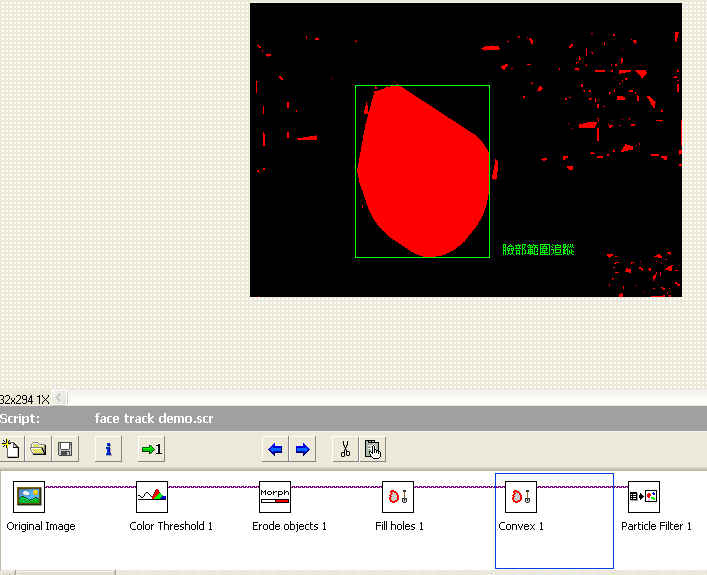 臉部範圍追蹤
32x294 1X
Script: face track demo.scr
1
Morph
Original Image Color Threshold 1 Erode objects 1 Fill holes 1 Convex 1 Particle Filter 1